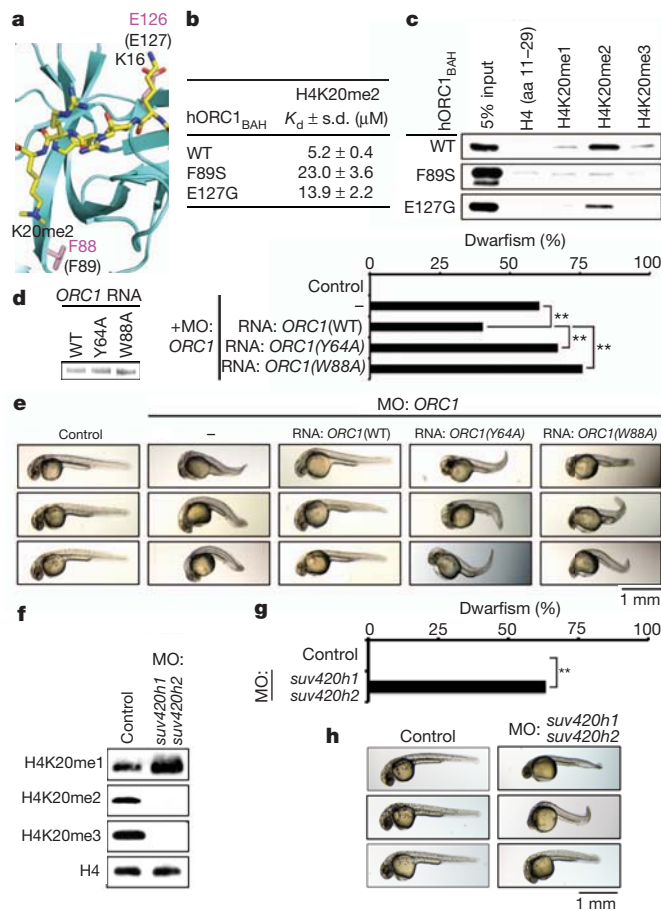 a
E126
(E127)
K16
K20me2
F88
(F89)
b
H4K20me2
hORC1BAH Kd ± s.d. (μM)
WT 5.2 ± 0.4
F89S 23.0 ± 3.6
E127G 13.9 ± 2.2
c
hORC1BAH
5% input
H4 (aa 11–29)
H4K20me1
H4K20me2
H4K20me3
WT
F89S
E127G
d
ORC1 RNA
WT
Y64A
W88A
Dwarfism (%)
0 25 50 75 100
Control
–
+MO: ORC1
RNA: ORC1(WT)
RNA: ORC1(Y64A)
RNA: ORC1(W88A)
**
**
**
e
MO: ORC1
Control
–
RNA: ORC1(WT)
RNA: ORC1(Y64A)
RNA: ORC1(W88A)
1 mm
f
MO:
Control
suv420h1
suv420h2
H4K20me1
H4K20me2
H4K20me3
H4
g
Dwarfism (%)
0 25 50 75 100
Control
MO:
suv420h1
suv420h2
**
h
Control
MO: suv420h1
suv420h2
1 mm